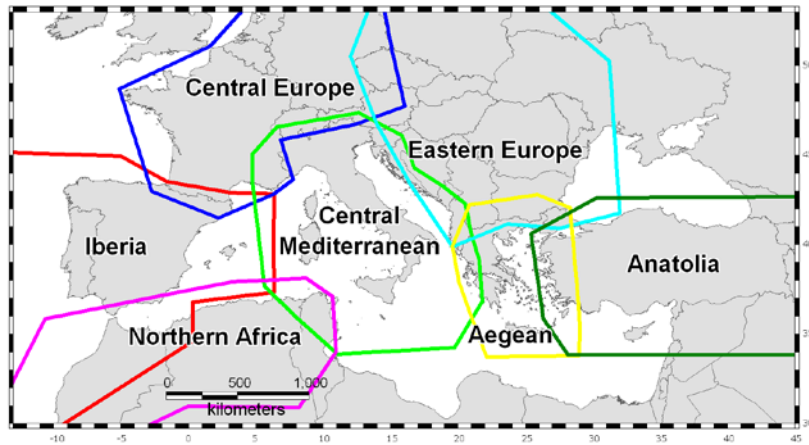 Central Europe
Eastern Europe
Iberia
Central
Mediterranean
Anatolia
Northern Africa
Aegean
0 500 1,000
kilometers
-10 -5 0 5 10 15 20 25 30 35 40 45